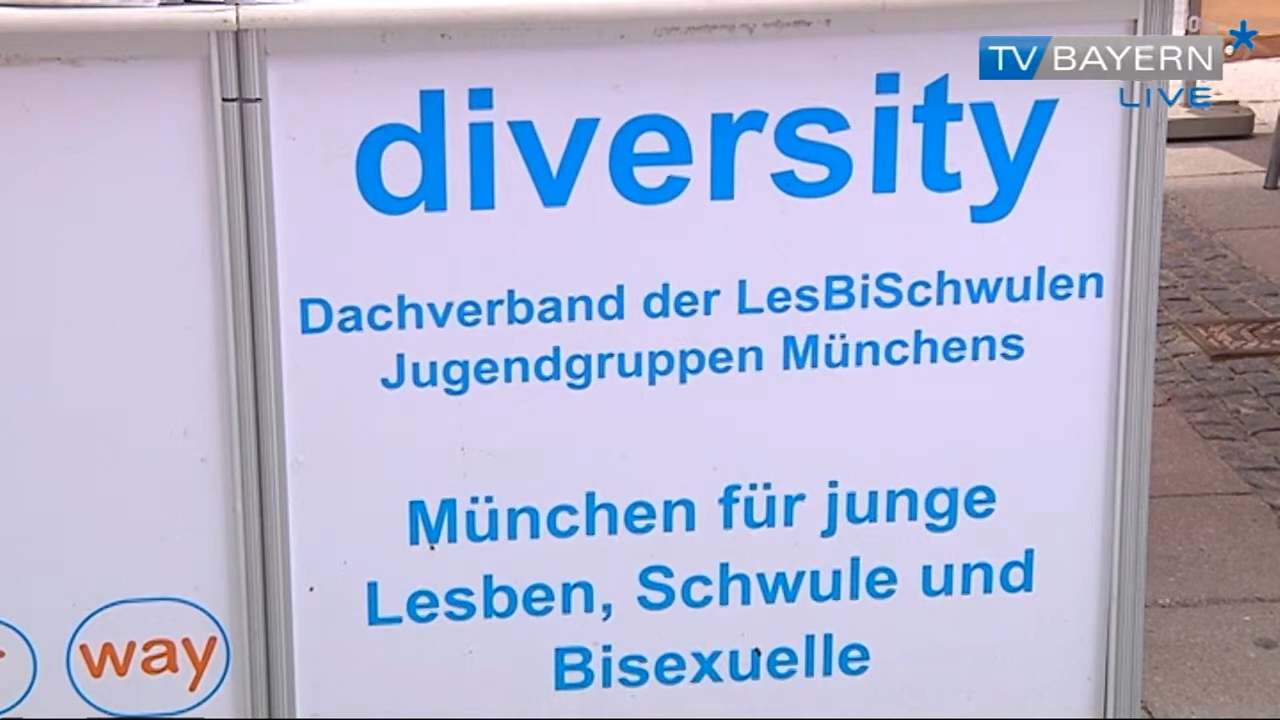 TV BAYERN
LIVE
diversity
Dachverband der LesBiSchwulen
Jugendgruppen Münchens
München für junge
Lesben, Schwule und
Bisexuelle
way